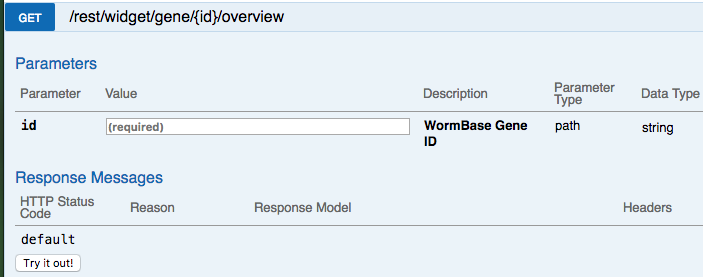 GET /rest/widget/gene/{id}/overview
Parameters
Parameter Value Description Parameter Type Data Type
id (required) WormBase Gene ID path string
Response Messages
HTTP Status Code Reason Response Model Headers
default
Try it out!